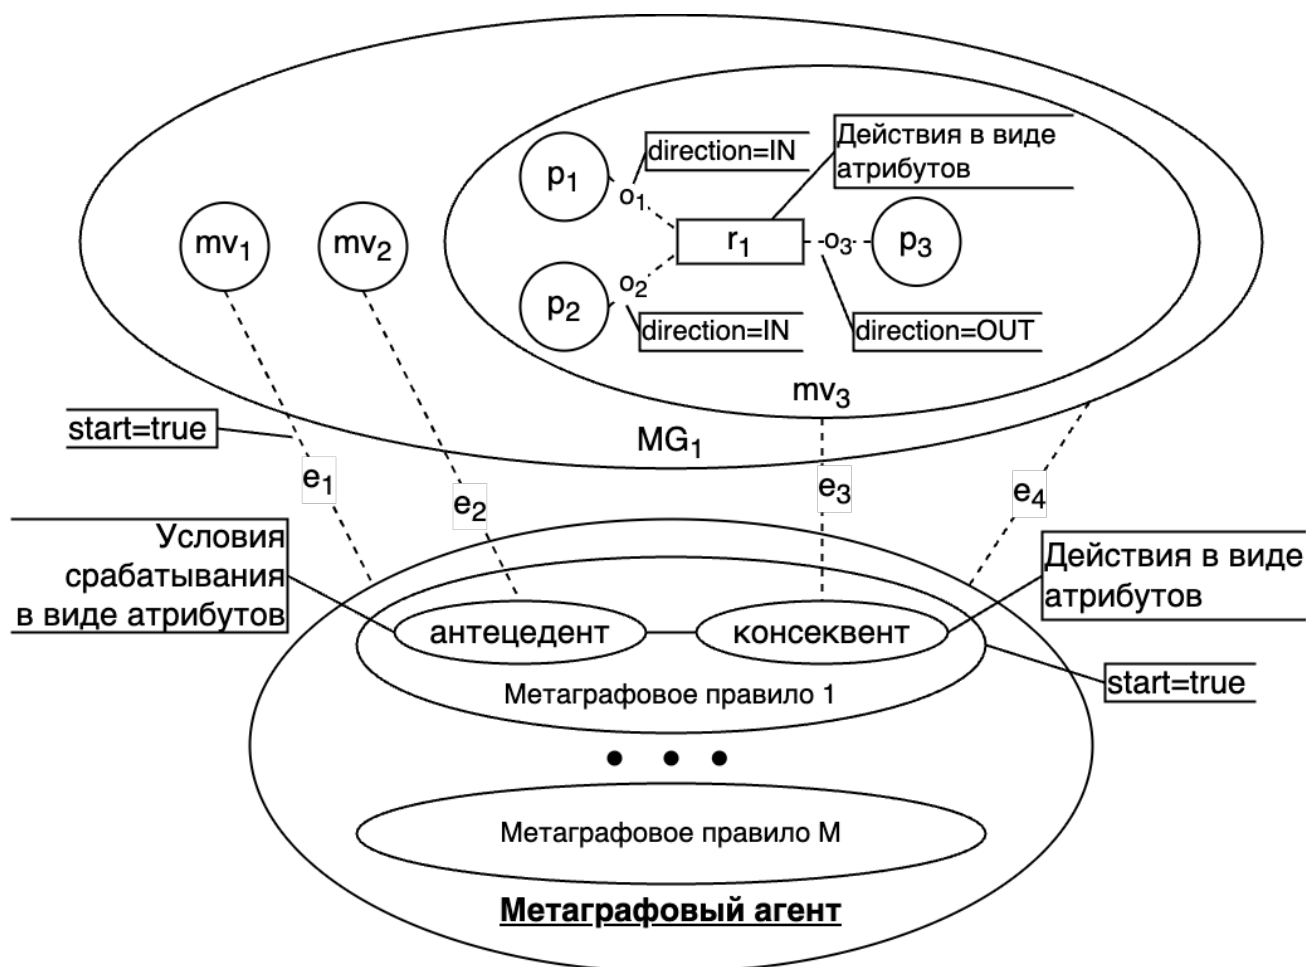 direction=IN
Действия в виде
атрибутов
p1
o1
mv1
mv2
r1
o3
p3
o2
p2
direction=IN
direction=OUT
mv3
start=true
MG1
e1
e2
e3
e4
Условия
срабатывания
в виде атрибутов
Действия в виде
атрибутов
антецедент
консеквент
start=true
Метаграфовое правило 1
• • •
Метаграфовое правило М
Метаграфовый агент